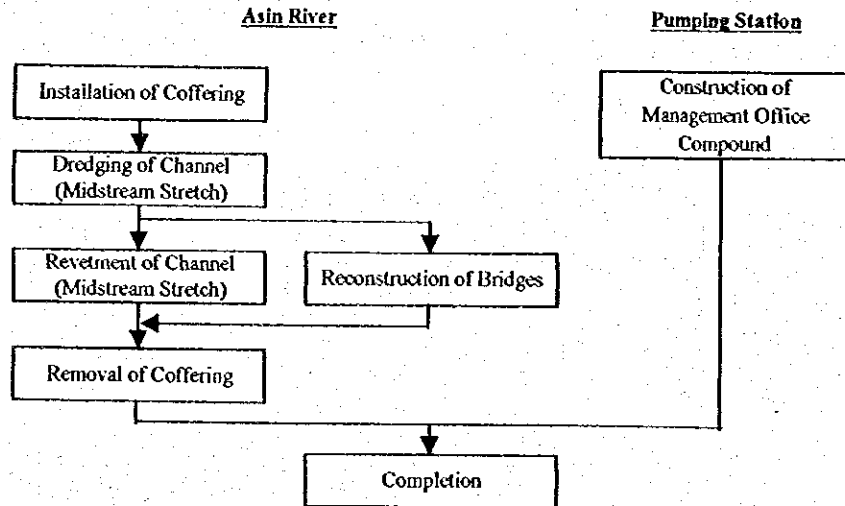 Asin River
Pumping Station
Installation of Coffering
Construction of
Management Office
Compound
Dredging of Channel
(Midstream Stretch)
Revetment of Channel
(Midstream Stretch)
Reconstruction of Bridges
Removal of Coffering
Completion